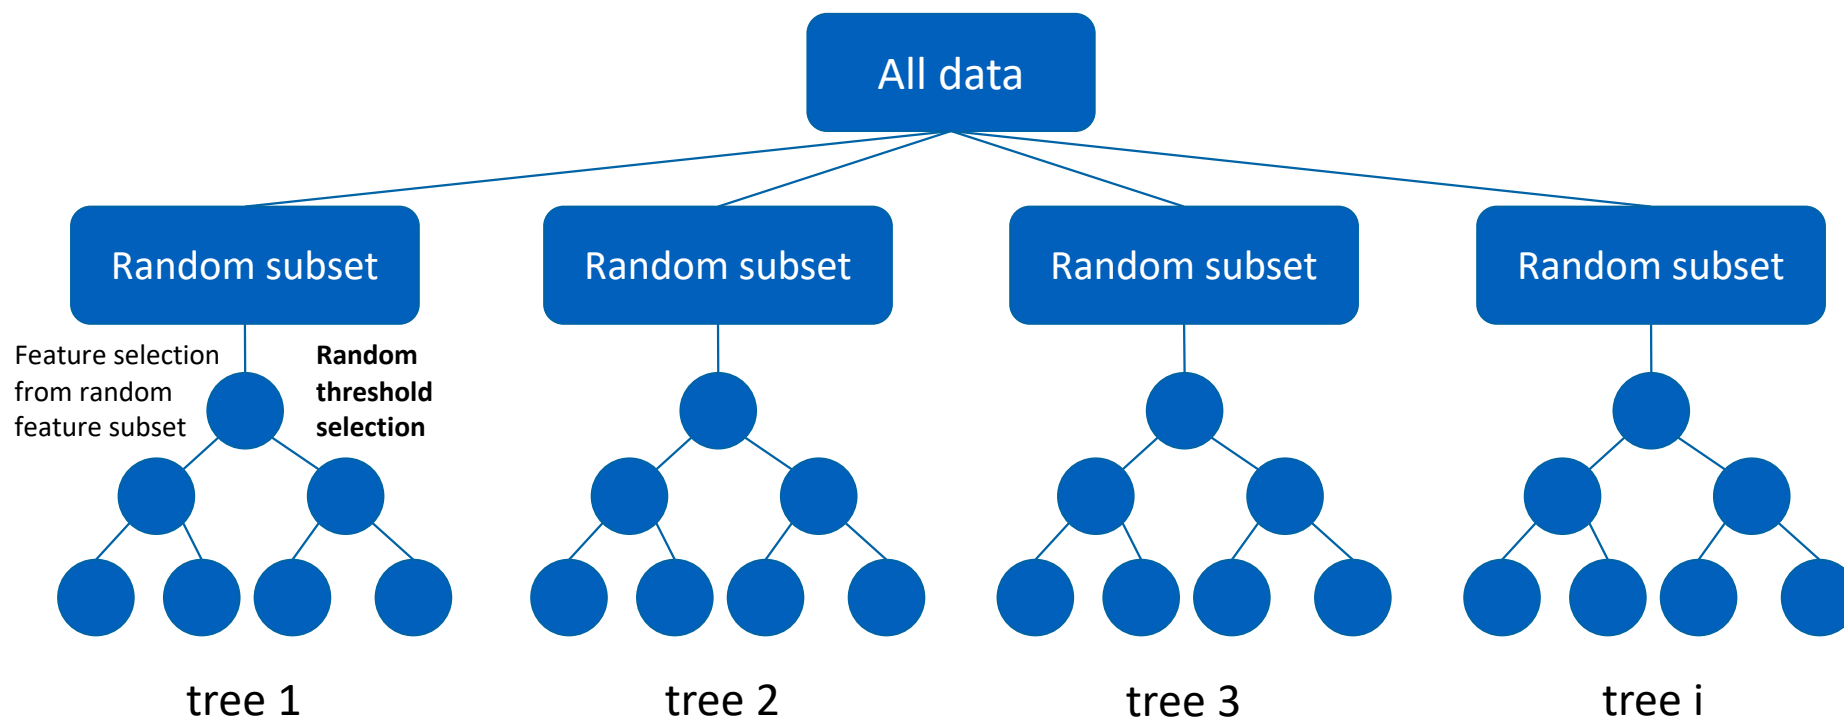 All data
Random subset
Random subset
Random subset
Random subset
Feature selection
from random
feature subset
Random
threshold
selection
tree 1
tree 2
tree 3
tree i